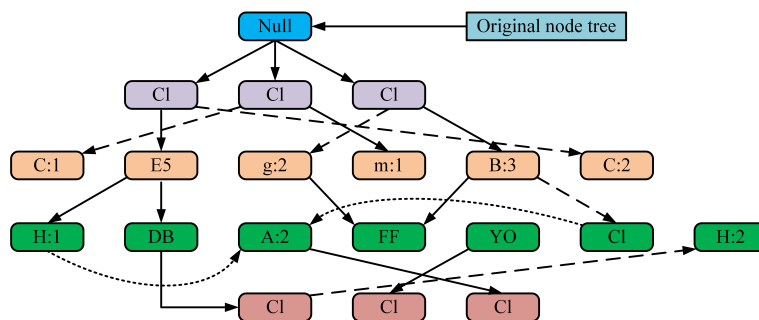 Null
Original node tree
Cl
Cl
Cl
C:1
E5
g:2
m:1
B:3
C:2
H:1
DB
A:2
FF
YO
Cl
H:2
Cl
Cl
Cl